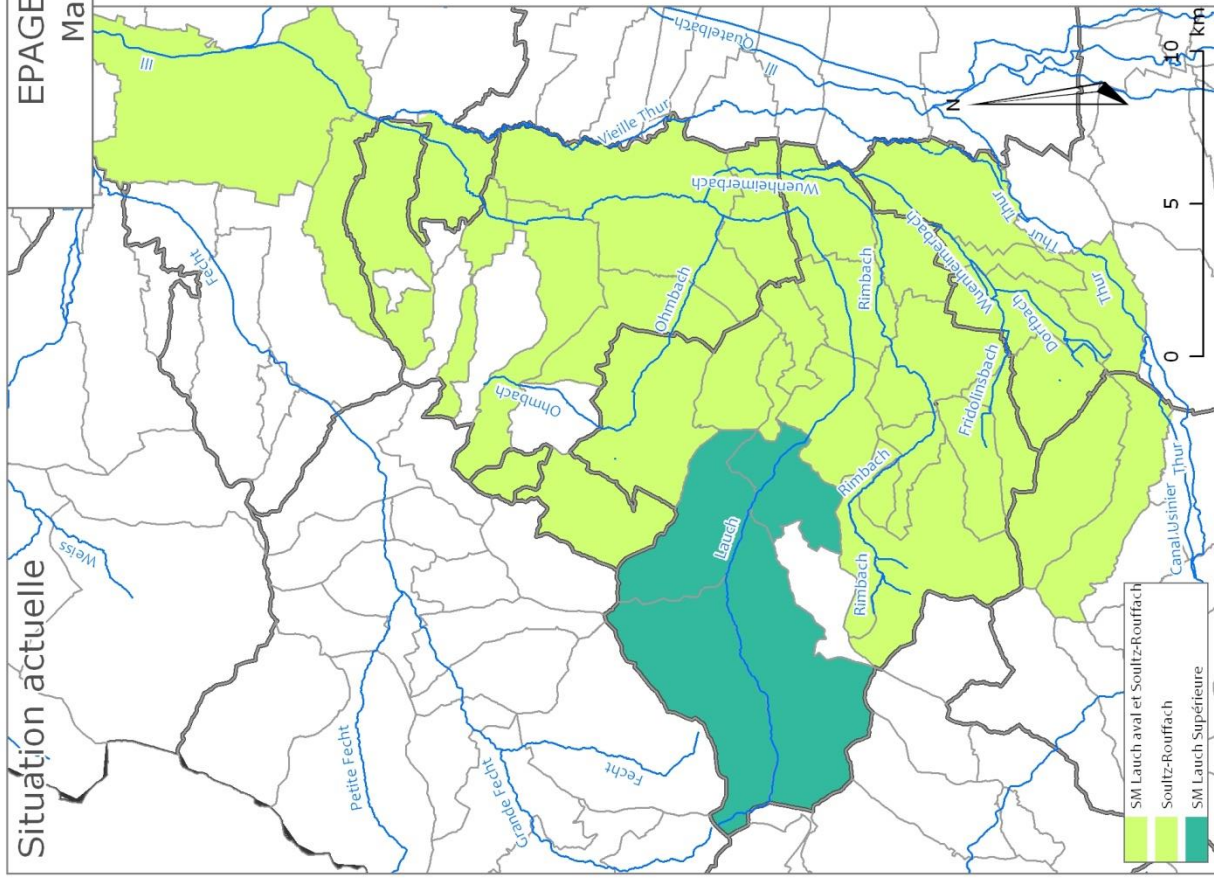 Situation actuelle
EPAGE
Ma
Weiss
Fecht
Ill
Petite Fecht
Grande Fecht
Fecht
Ohmbach
Ohmbach
Lauch
Vieille Thur
Quatelbach
Ill
Wuenheimerbach
Rimbach
Rimbach
Rimbach
Wuenheimerbach
Fridolinsbach
Dorfbach
Thur
Thur
Thur
Canal Usinier Thur
N
0 5 10
km
SM Lauch aval et Soultz-Rouffach
Soultz-Rouffach
SM Lauch Supérieure